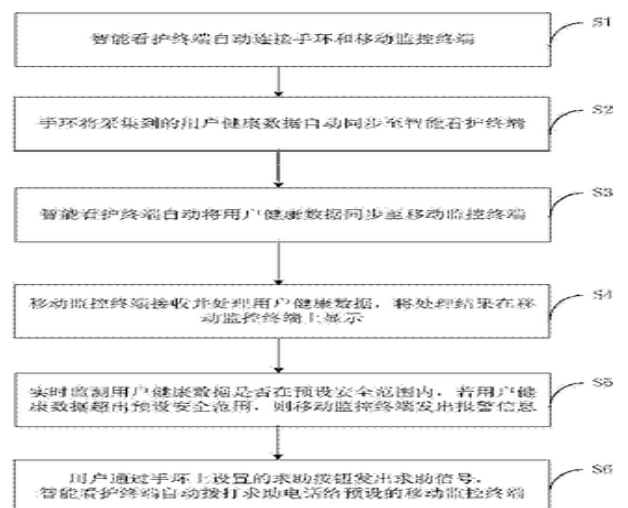 智能看护终端自动连接手环和移动监控终端
S1
手环将采集到的用户健康数据自动同步至智能看护终端
S2
智能看护终端自动将用户健康数据同步至移动监控终端
S3
移动监控终端接收并处理用户健康数据，将处理结果在移
动监控终端上显示
S4
实时监测用户健康数据是否在预设安全范围内，若用户健
康数据超出预设安全范围，则移动监控终端发出报警信息
S5
用户通过手环上设置的求助按钮发出求助信号，
智能看护终端自动拨打求助电话给预设的移动监控终端
S6